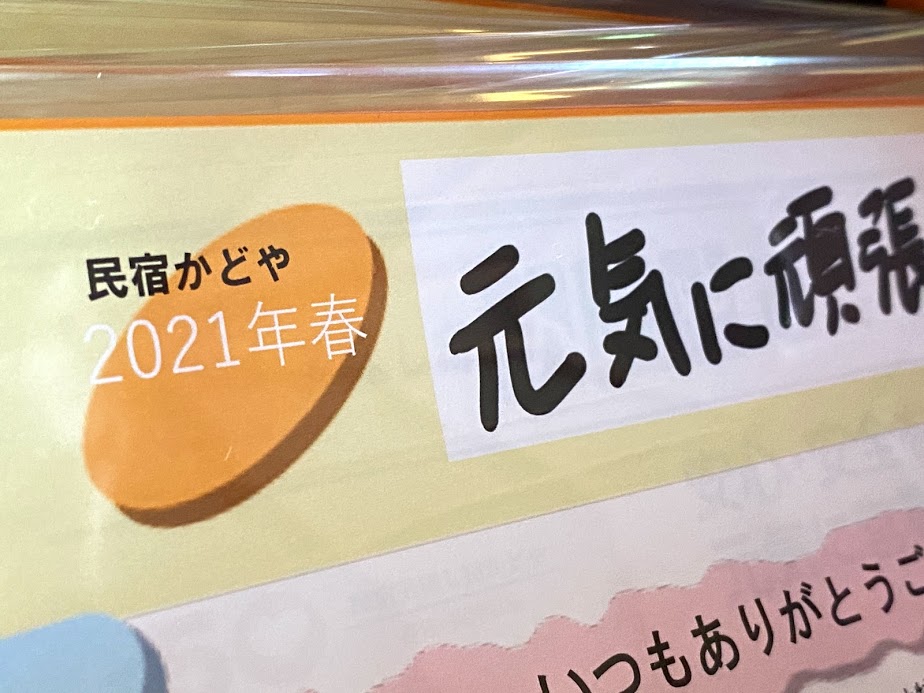 民宿かどや
2021年春
元気に頑張
いつもありがとうご